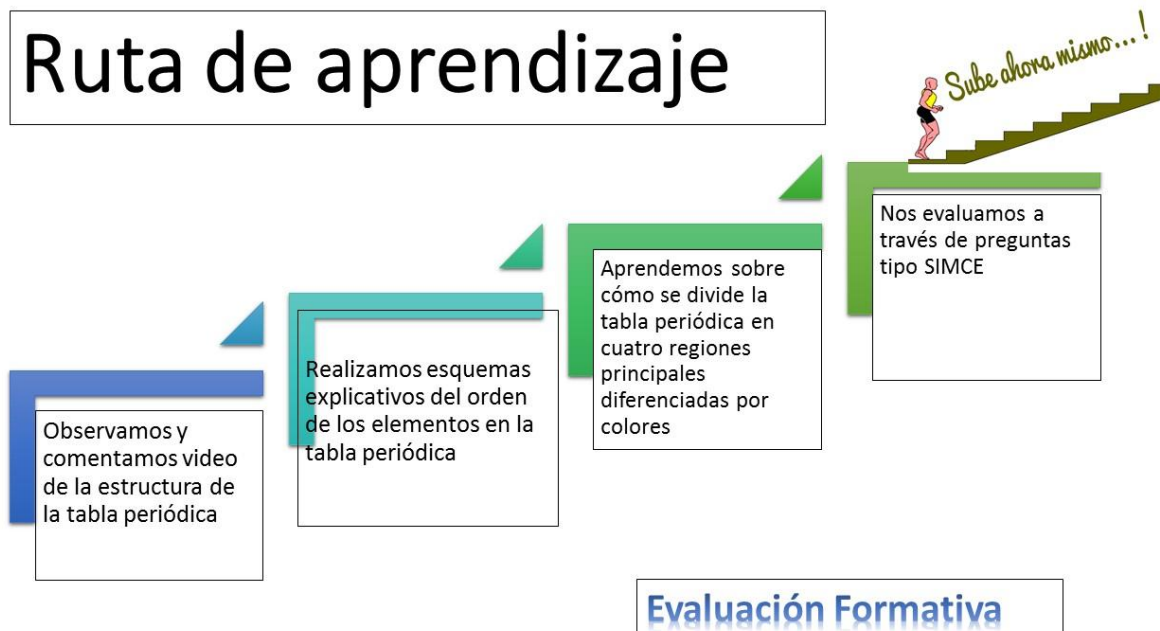 Ruta de aprendizaje
Sube ahora mismo...!
Observamos y
comentamos video
de la estructura de
la tabla periódica
Realizamos esquemas
explicativos del orden
de los elementos en la
tabla periódica
Aprendemos sobre
cómo se divide la
tabla periódica en
cuatro regiones
principales
diferenciadas por
colores
Nos evaluamos a
través de preguntas
tipo SIMCE
Evaluación Formativa